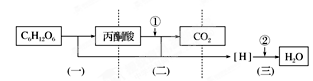 ①
②
C₆H₁₂O₆
丙酮酸
CO₂
[H]
H₂O
(一)
(二)
(三)